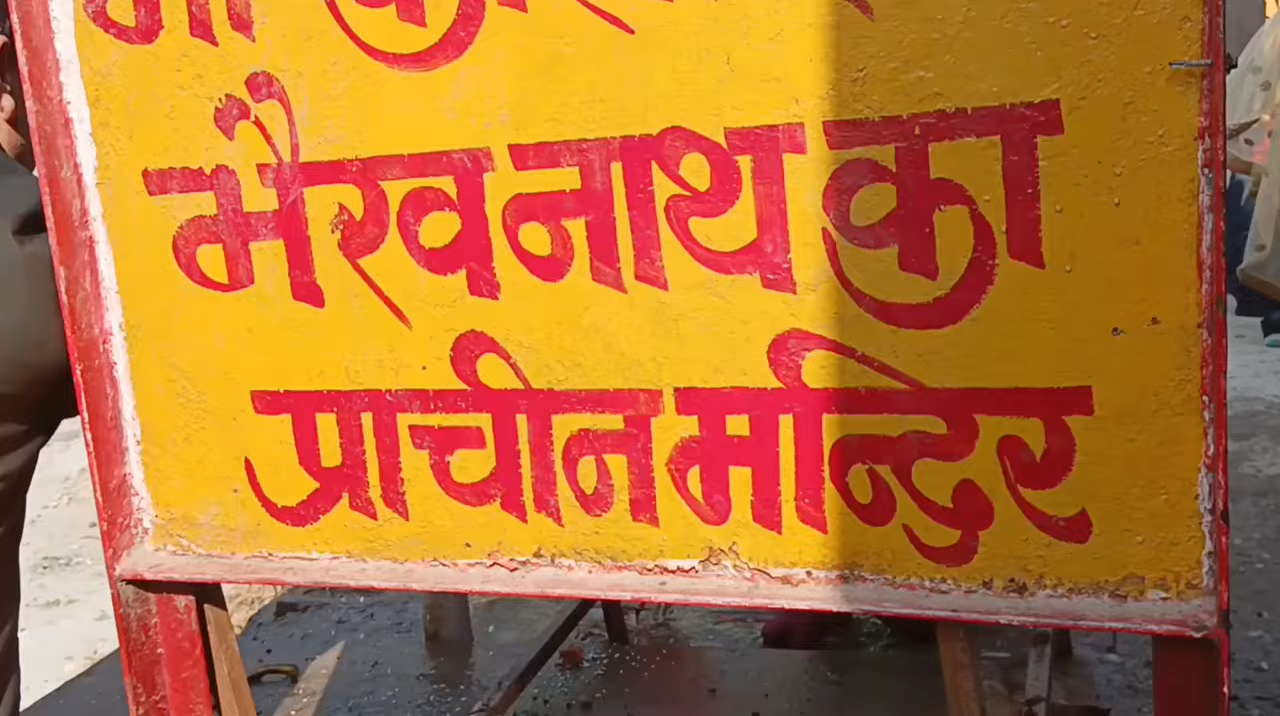 भैरवनाथ का
प्राचीन मन्दिर